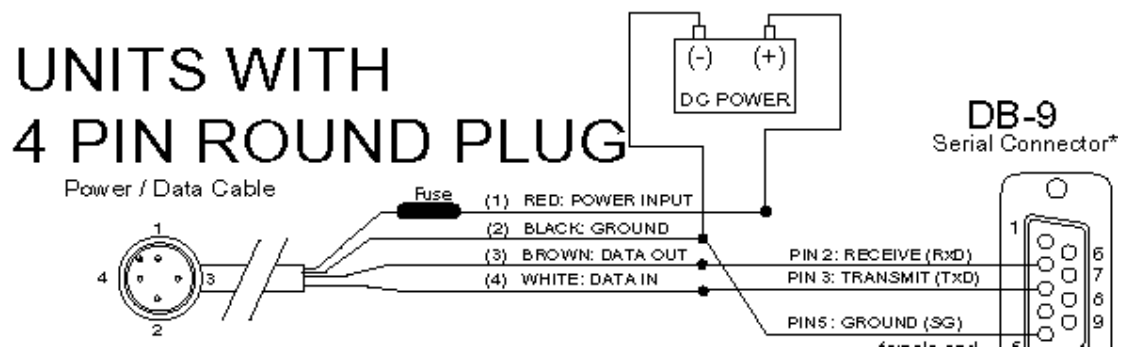 UNITS WITH
4 PIN ROUND PLUG
Power / Data Cable
(-) (+)
DC POWER
DB-9
Serial Connector*
Fuse
(1) RED: POWER INPUT
(2) BLACK: GROUND
(3) BROWN: DATA OUT
(4) WHITE: DATA IN
PIN 2: RECEIVE (RxD)
PIN 3: TRANSMIT (TxD)
PIN5: GROUND (SG)
1
4
3
2
1
6
7
8
9
5